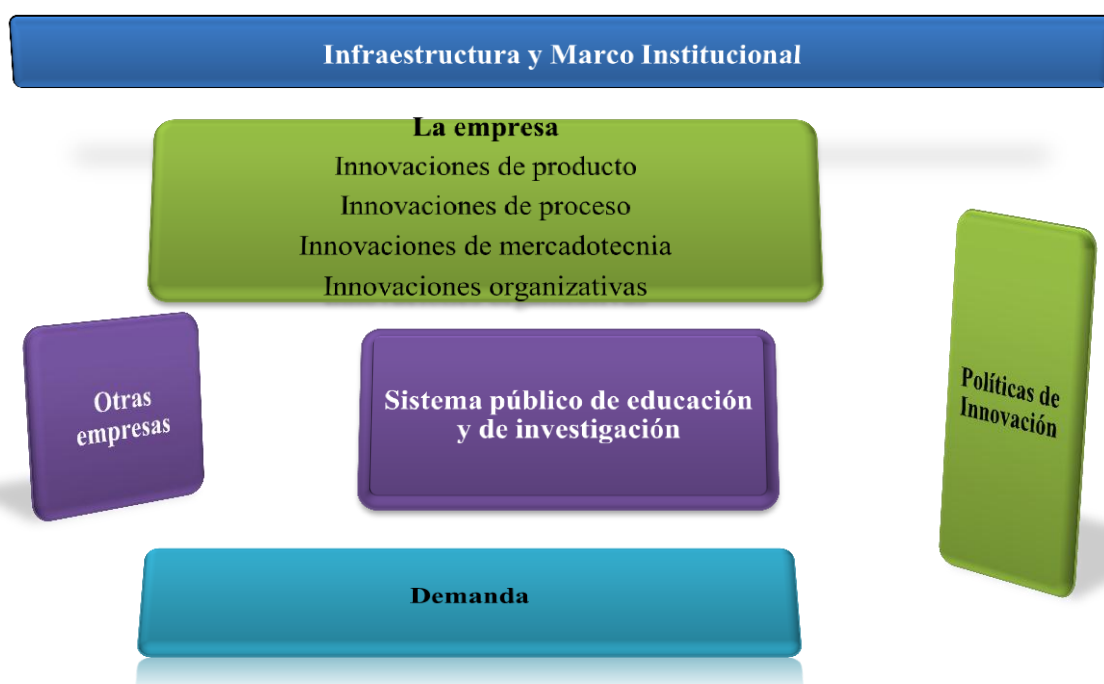 Infraestructura y Marco Institucional
La empresa
Innovaciones de producto
Innovaciones de proceso
Innovaciones de mercadotecnia
Innovaciones organizativas
Otras
empresas
Sistema público de educación
y de investigación
Políticas de
Innovación
Demanda